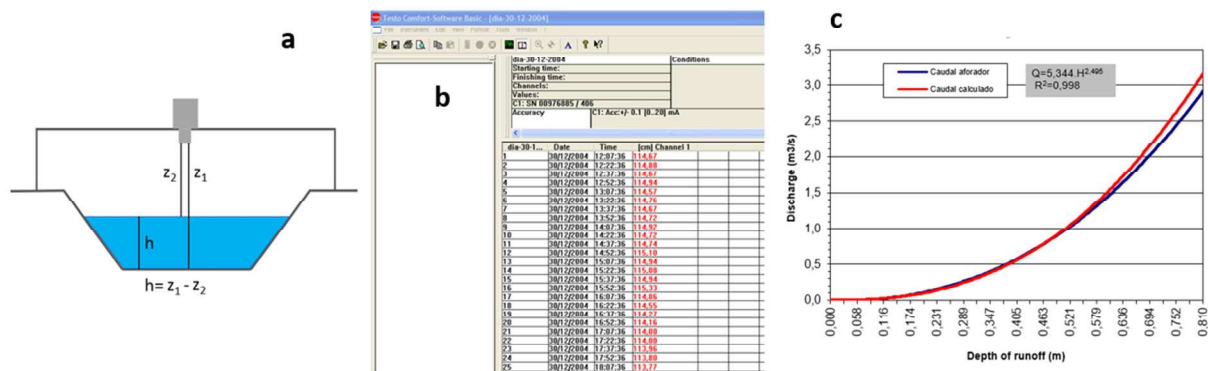 a
z2 z1
h
h= z1 - z2
b
Testo Comfort-Software Basic - [dia-30-12-2004]
dia-30-12-2004 Conditions
Starting time:
Finishing time:
Channels:
Values:
C1: SN 00976885 / 406
Accuracy C1: Acc:+/- 0.1 [0..20] mA
dia-30-1... Date Time [cm] Channel 1
1 30/12/2004 12:07:36 114,67
2 30/12/2004 12:22:36 114,88
3 30/12/2004 12:37:36 114,67
4 30/12/2004 12:52:36 114,94
5 30/12/2004 13:07:36 114,57
6 30/12/2004 13:22:36 114,76
7 30/12/2004 13:37:36 114,67
8 30/12/2004 13:52:36 114,72
9 30/12/2004 14:07:36 114,92
10 30/12/2004 14:22:36 114,72
11 30/12/2004 14:37:36 114,74
12 30/12/2004 14:52:36 115,10
13 30/12/2004 15:07:36 114,94
14 30/12/2004 15:22:36 115,08
15 30/12/2004 15:37:36 114,94
16 30/12/2004 15:52:36 115,33
17 30/12/2004 16:07:36 114,86
18 30/12/2004 16:22:36 114,55
19 30/12/2004 16:37:36 114,27
20 30/12/2004 16:52:36 114,16
21 30/12/2004 17:07:36 114,00
22 30/12/2004 17:22:36 114,00
23 30/12/2004 17:37:36 113,96
24 30/12/2004 17:52:36 113,80
25 30/12/2004 18:07:36 113,77
c
Caudal aforador
Caudal calculado
Q=5,344.H2.495
R2=0,998
Discharge (m3/s)
3,5
3,0
2,5
2,0
1,5
1,0
0,5
0,0
0,000 0,058 0,116 0,174 0,231 0,289 0,347 0,405 0,463 0,521 0,579 0,636 0,694 0,752 0,810
Depth of runoff (m)